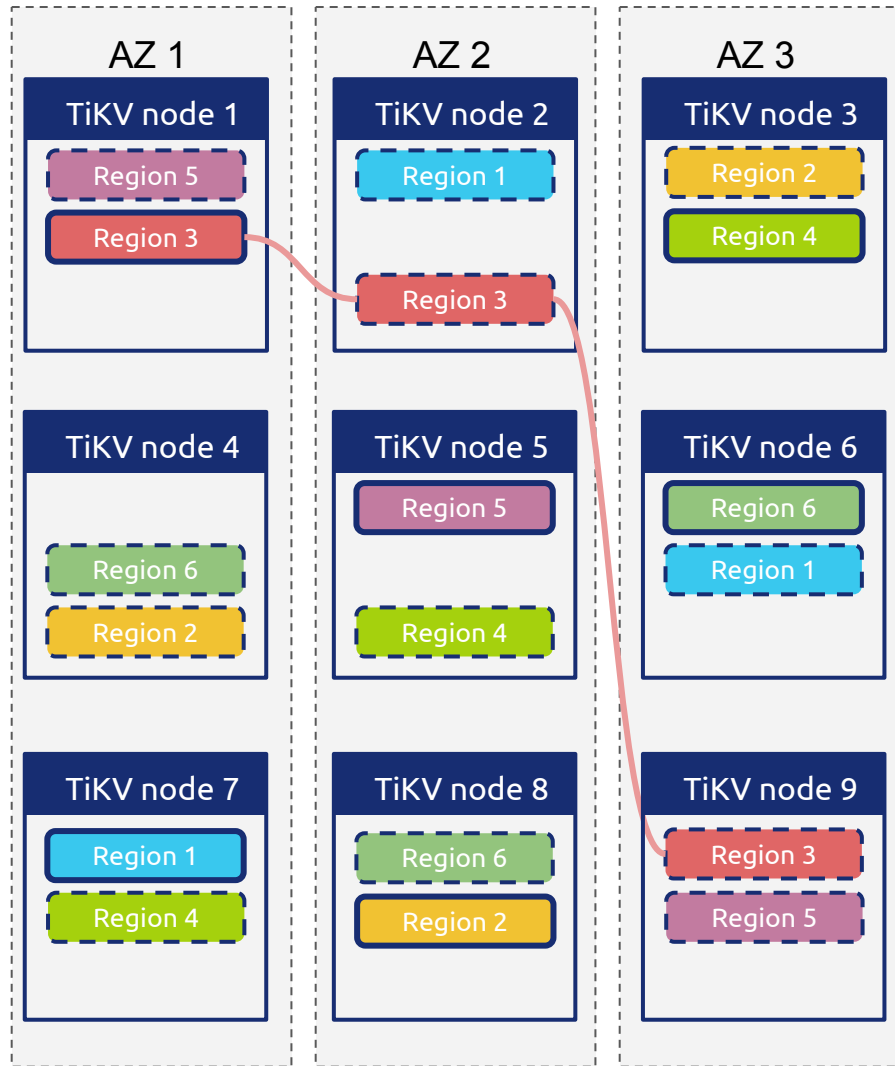 AZ 1
TiKV node 1
Region 5
Region 3
TiKV node 4
Region 6
Region 2
TiKV node 7
Region 1
Region 4
AZ 2
TiKV node 2
Region 1
Region 3
TiKV node 5
Region 5
Region 4
TiKV node 8
Region 6
Region 2
AZ 3
TiKV node 3
Region 2
Region 4
TiKV node 6
Region 6
Region 1
TiKV node 9
Region 3
Region 5